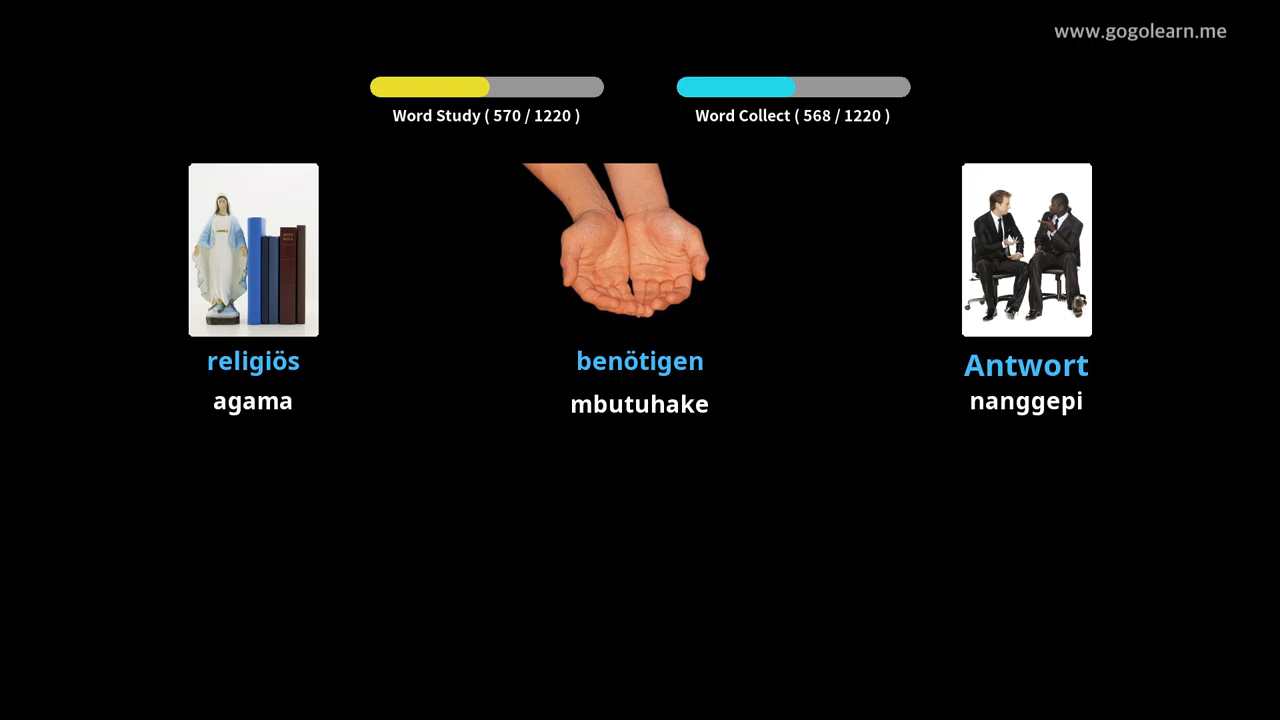 www.gogolearn.me
Word Study ( 570 / 1220 )
Word Collect ( 568 / 1220 )
religiös
benötigen
Antwort
agama
mbutuhake
nanggepi